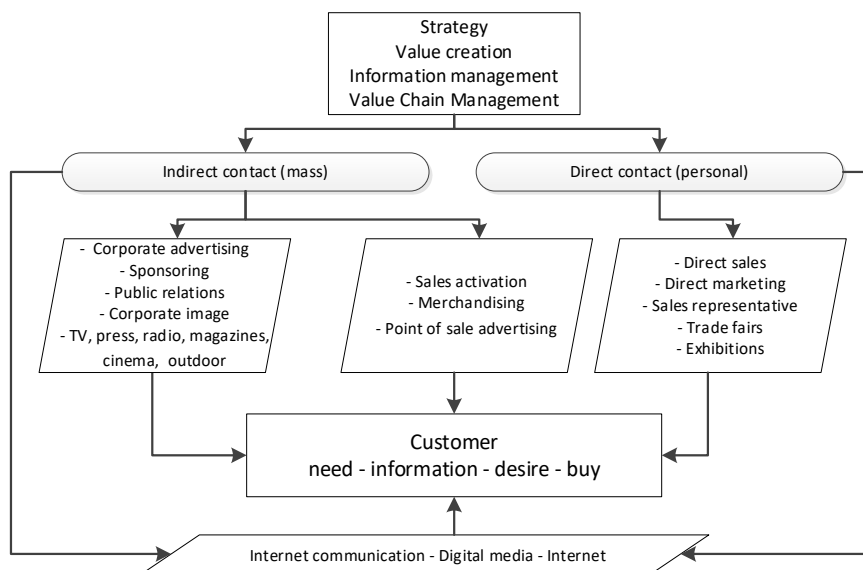 Strategy
Value creation
Information management
Value Chain Management
Indirect contact (mass)
Direct contact (personal)
- Corporate advertising
- Sponsoring
- Public relations
- Corporate image
- TV, press, radio, magazines,
cinema, outdoor
- Sales activation
- Merchandising
- Point of sale advertising
- Direct sales
- Direct marketing
- Sales representative
- Trade fairs
- Exhibitions
Customer
need - information - desire - buy
Internet communication - Digital media - Internet